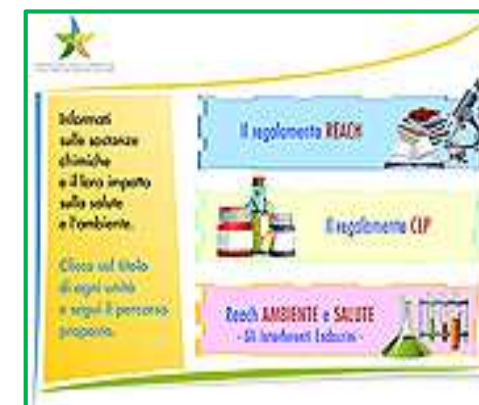 Informati
sulle sostanze
chimiche
e il loro impatto
sulla salute
e l'ambiente.
Clicca sul titolo
di ogni unità
e segui il percorso
proposto.
Il regolamento REACH
Il regolamento CLP
Reach AMBIENTE e SALUTE
- Gli Interferenti Endocrini -